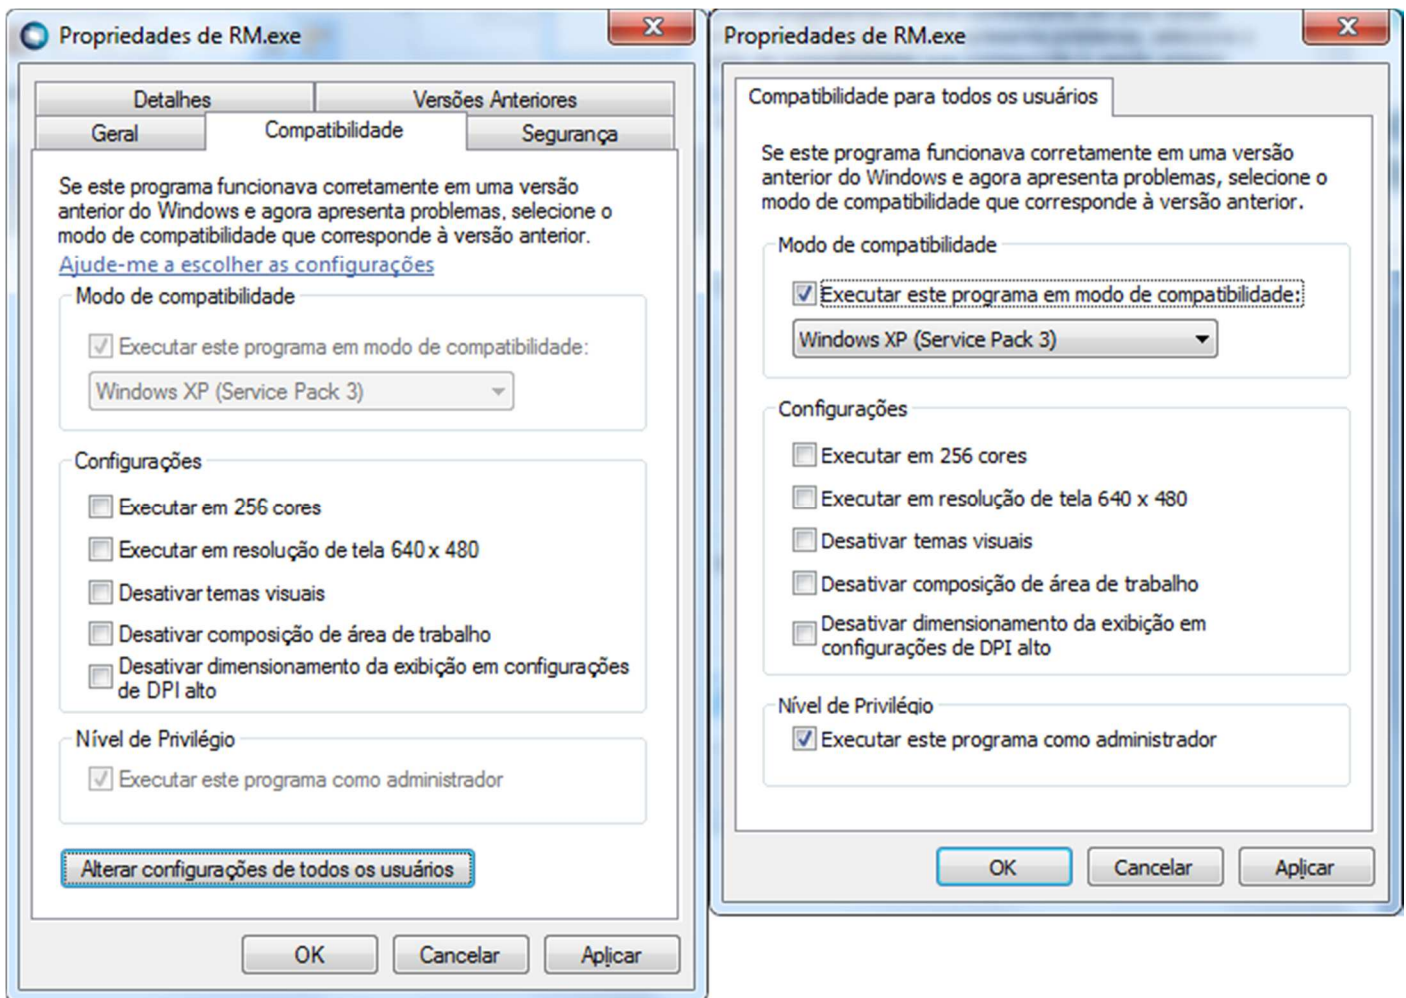 Propriedades de RM.exe
Detalhes
Versões Anteriores
Geral
Compatibilidade
Segurança
Se este programa funcionava corretamente em uma versão
anterior do Windows e agora apresenta problemas, selecione o
modo de compatibilidade que corresponde à versão anterior.
Ajude-me a escolher as configurações
Modo de compatibilidade
Executar este programa em modo de compatibilidade:
Windows XP (Service Pack 3)
Configurações
Executar em 256 cores
Executar em resolução de tela 640 x 480
Desativar temas visuais
Desativar composição de área de trabalho
Desativar dimensionamento da exibição em configurações
de DPI alto
Nível de Privilégio
Executar este programa como administrador
Alterar configurações de todos os usuários
OK
Cancelar
Aplicar
Propriedades de RM.exe
Compatibilidade para todos os usuários
Se este programa funcionava corretamente em uma versão
anterior do Windows e agora apresenta problemas, selecione o
modo de compatibilidade que corresponde à versão anterior.
Modo de compatibilidade
Executar este programa em modo de compatibilidade:
Windows XP (Service Pack 3)
Configurações
Executar em 256 cores
Executar em resolução de tela 640 x 480
Desativar temas visuais
Desativar composição de área de trabalho
Desativar dimensionamento da exibição em
configurações de DPI alto
Nível de Privilégio
Executar este programa como administrador
OK
Cancelar
Aplicar